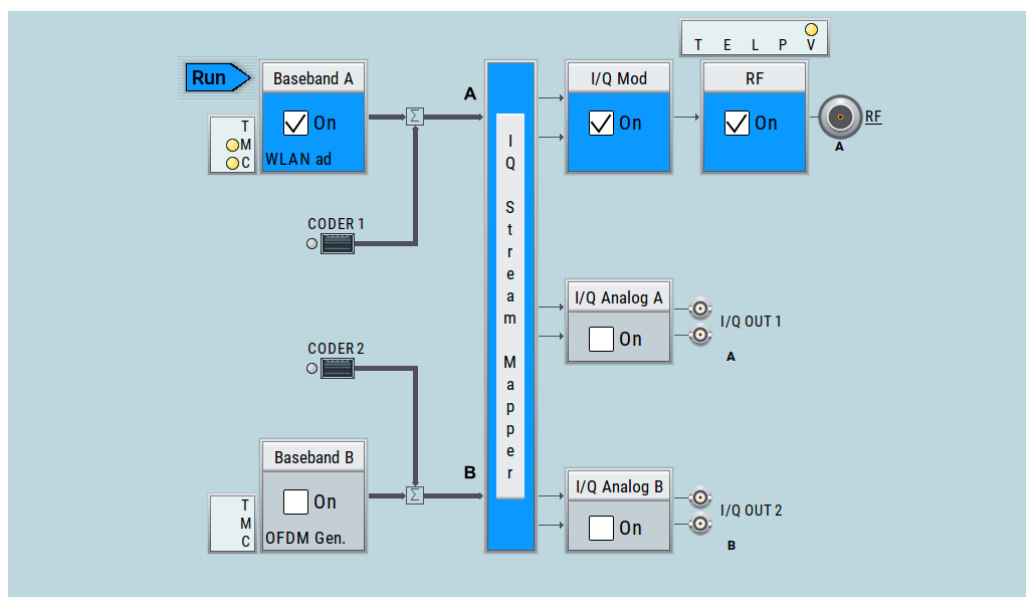 T E L P V
Run
Baseband A
On
WLAN ad
T
M
C
A
I/Q Mod
On
RF
On
RF
A
CODER 1
I
Q
S
t
r
e
a
m
M
a
p
p
e
r
I/Q Analog A
On
I/Q OUT 1
A
CODER 2
Baseband B
On
OFDM Gen.
T
M
C
B
I/Q Analog B
On
I/Q OUT 2
B
Σ
Σ